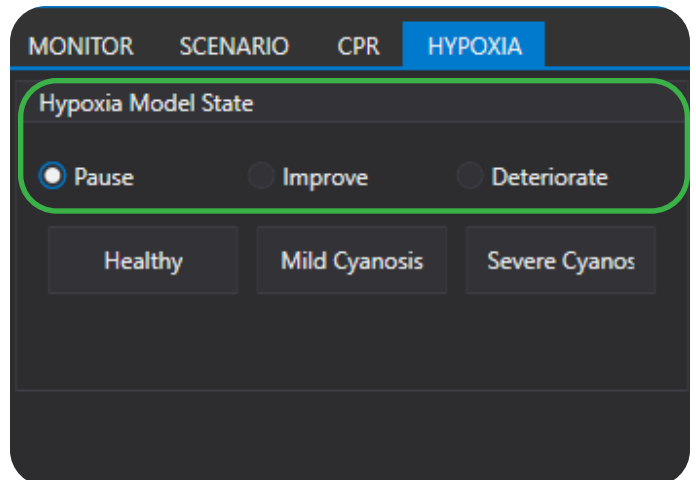 MONITOR SCENARIO CPR HYPOXIA
Hypoxia Model State
Pause Improve Deteriorate
Healthy Mild Cyanosis Severe Cyanos